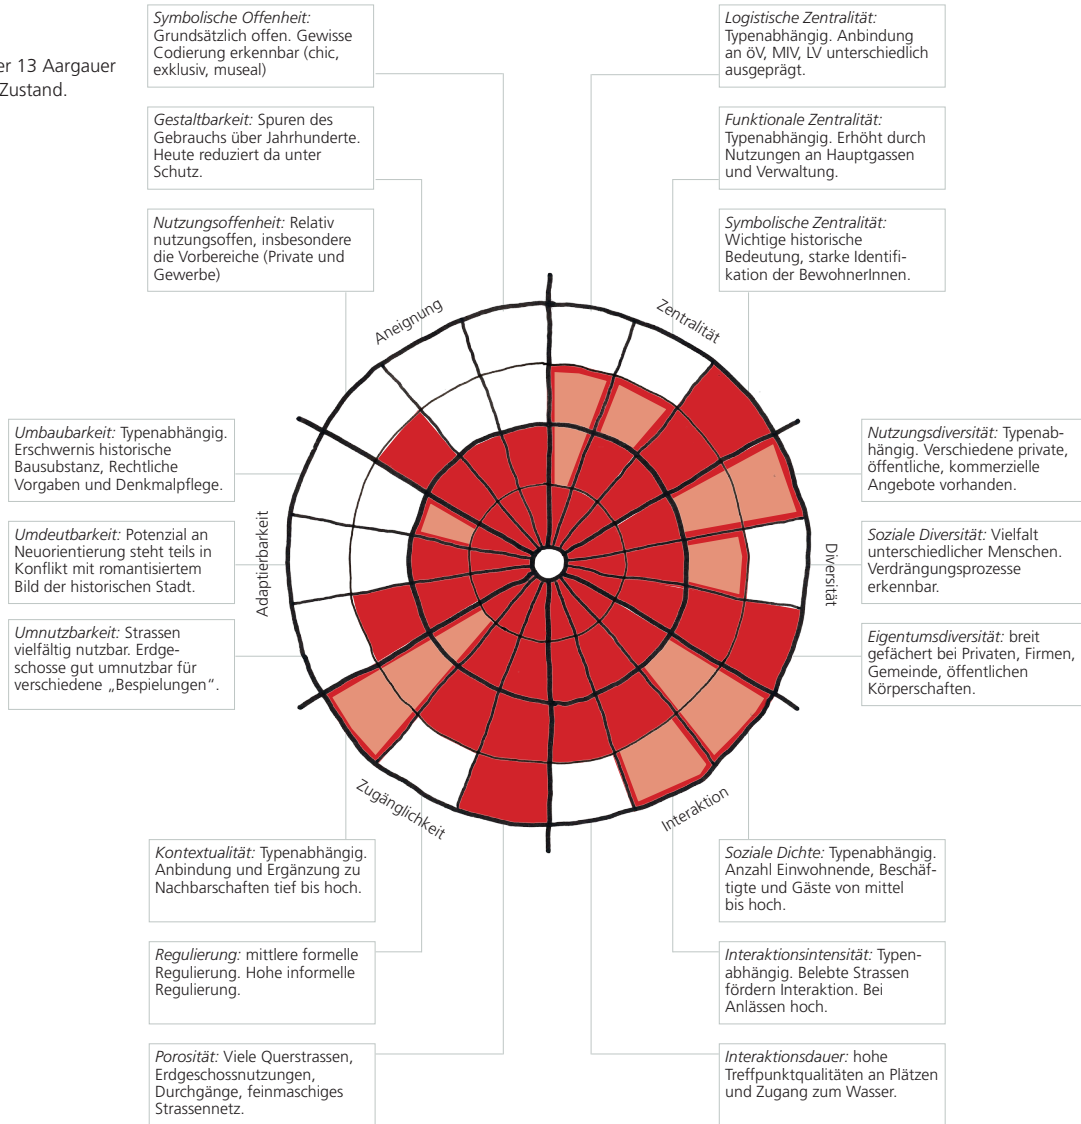 er 13 Aargauer
Zustand.
Symbolische Offenheit:
Grundsätzlich offen. Gewisse
Codierung erkennbar (chic,
exklusiv, museal)
Gestaltbarkeit: Spuren des
Gebrauchs über Jahrhunderte.
Heute reduziert da unter
Schutz.
Nutzungsoffenheit: Relativ
nutzungsoffen, insbesondere
die Vorbereiche (Private und
Gewerbe)
Logistische Zentralität:
Typenabhängig. Anbindung
an öV, MIV, LV unterschiedlich
ausgeprägt.
Funktionale Zentralität:
Typenabhängig. Erhöht durch
Nutzungen an Hauptgassen
und Verwaltung.
Symbolische Zentralität:
Wichtige historische
Bedeutung, starke Identifi-
kation der BewohnerInnen.
Aneignung
Zentralität
Umbaubarkeit: Typenabhängig.
Erschwernis historische
Bausubstanz, Rechtliche
Vorgaben und Denkmalpflege.
Umdeutbarkeit: Potenzial an
Neuorientierung steht teils in
Konflikt mit romantisiertem
Bild der historischen Stadt.
Umnutzbarkeit: Strassen
vielfältig nutzbar. Erdge-
schosse gut umnutzbar für
verschiedene „Bespielungen“.
Adaptierbarkeit
Diversität
Nutzungsdiversität: Typenab-
hängig. Verschiedene private,
öffentliche, kommerzielle
Angebote vorhanden.
Soziale Diversität: Vielfalt
unterschiedlicher Menschen.
Verdrängungsprozesse
erkennbar.
Eigentumsdiversität: breit
gefächert bei Privaten, Firmen,
Gemeinde, öffentlichen
Körperschaften.
Zugänglichkeit
Interaktion
Kontextualität: Typenabhängig.
Anbindung und Ergänzung zu
Nachbarschaften tief bis hoch.
Regulierung: mittlere formelle
Regulierung. Hohe informelle
Regulierung.
Porosität: Viele Querstrassen,
Erdgeschossnutzungen,
Durchgänge, feinmaschiges
Strassennetz.
Soziale Dichte: Typenabhängig.
Anzahl Einwohnende, Beschäf-
tigte und Gäste von mittel
bis hoch.
Interaktionsintensität: Typen-
abhängig. Belebte Strassen
fördern Interaktion. Bei
Anlässen hoch.
Interaktionsdauer: hohe
Treffpunktqualitäten an Plätzen
und Zugang zum Wasser.